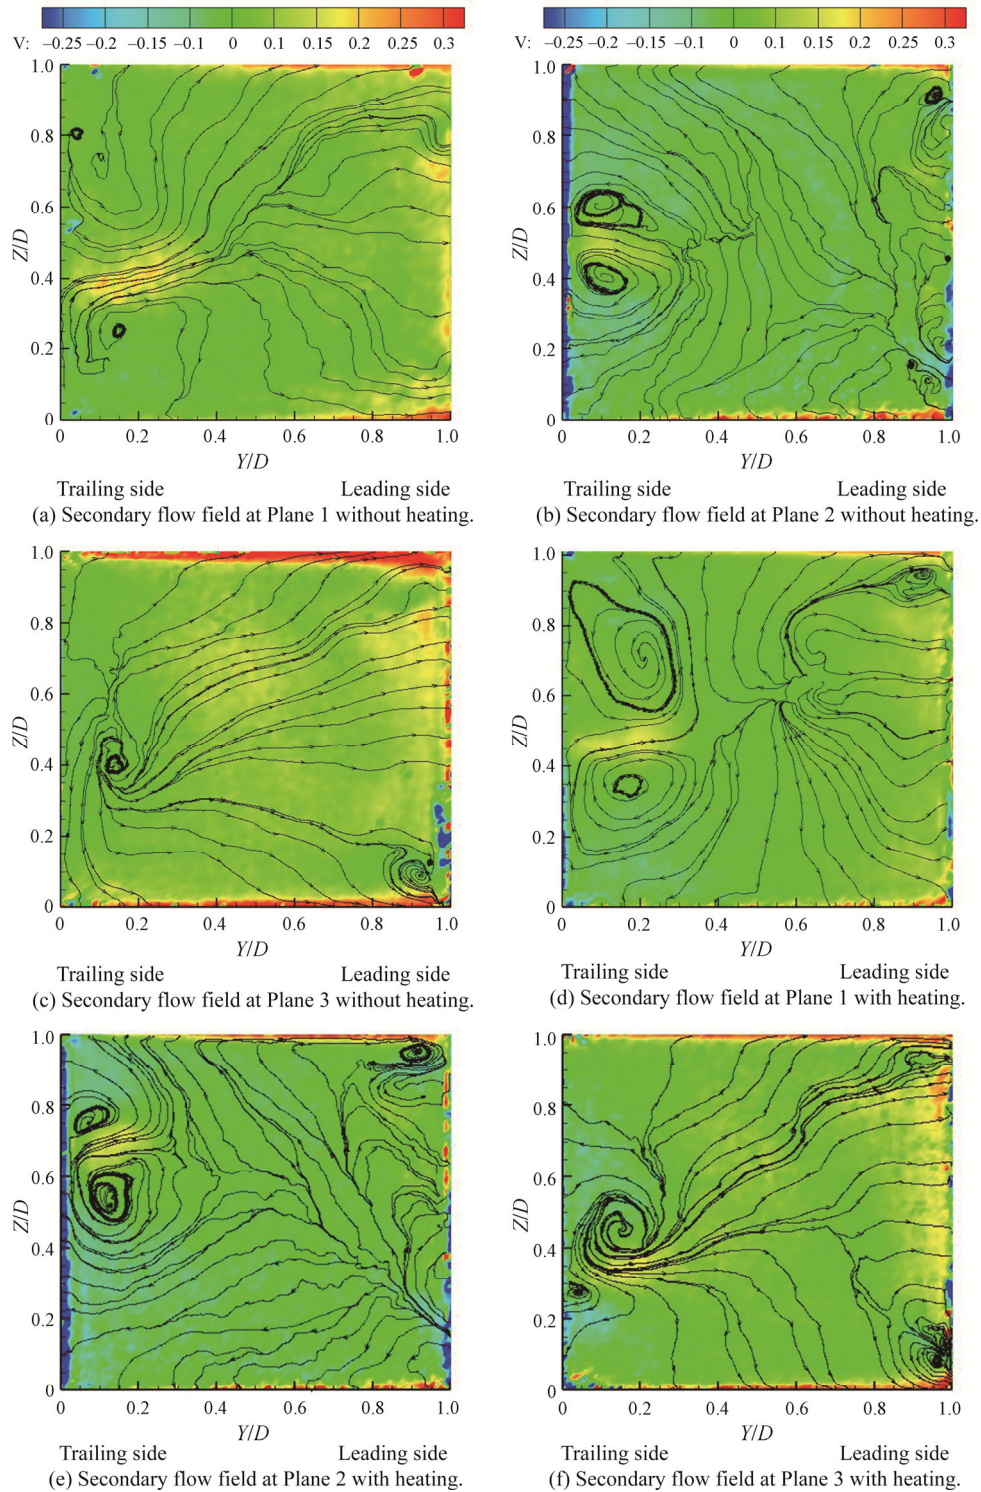 V: –0.25 –0.2 –0.15 –0.1 0 0.1 0.15 0.2 0.25 0.3
V: –0.25 –0.2 –0.15 –0.1 0 0.1 0.15 0.2 0.25 0.3
1.0
0.8
0.6
Z/D
0.4
0.2
0
0 0.2 0.4 0.6 0.8 1.0
Y/D
Trailing side Leading side
(a) Secondary flow field at Plane 1 without heating.
1.0
0.8
0.6
Z/D
0.4
0.2
0
0 0.2 0.4 0.6 0.8 1.0
Y/D
Trailing side Leading side
(b) Secondary flow field at Plane 2 without heating.
1.0
0.8
0.6
Z/D
0.4
0.2
0
0 0.2 0.4 0.6 0.8 1.0
Y/D
Trailing side Leading side
(c) Secondary flow field at Plane 3 without heating.
1.0
0.8
0.6
Z/D
0.4
0.2
0
0 0.2 0.4 0.6 0.8 1.0
Y/D
Trailing side Leading side
(d) Secondary flow field at Plane 1 with heating.
1.0
0.8
0.6
Z/D
0.4
0.2
0
0 0.2 0.4 0.6 0.8 1.0
Y/D
Trailing side Leading side
(e) Secondary flow field at Plane 2 with heating.
1.0
0.8
0.6
Z/D
0.4
0.2
0
0 0.2 0.4 0.6 0.8 1.0
Y/D
Trailing side Leading side
(f) Secondary flow field at Plane 3 with heating.